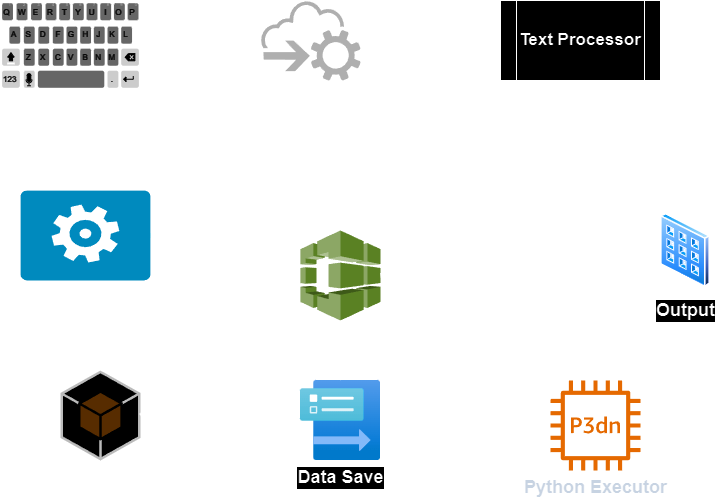 Q W E R T Y U I O P
A S D F G H J K L
Z X C V B N M
123 .
Text Processor
Output
P3dn
Data Save
Python Executor